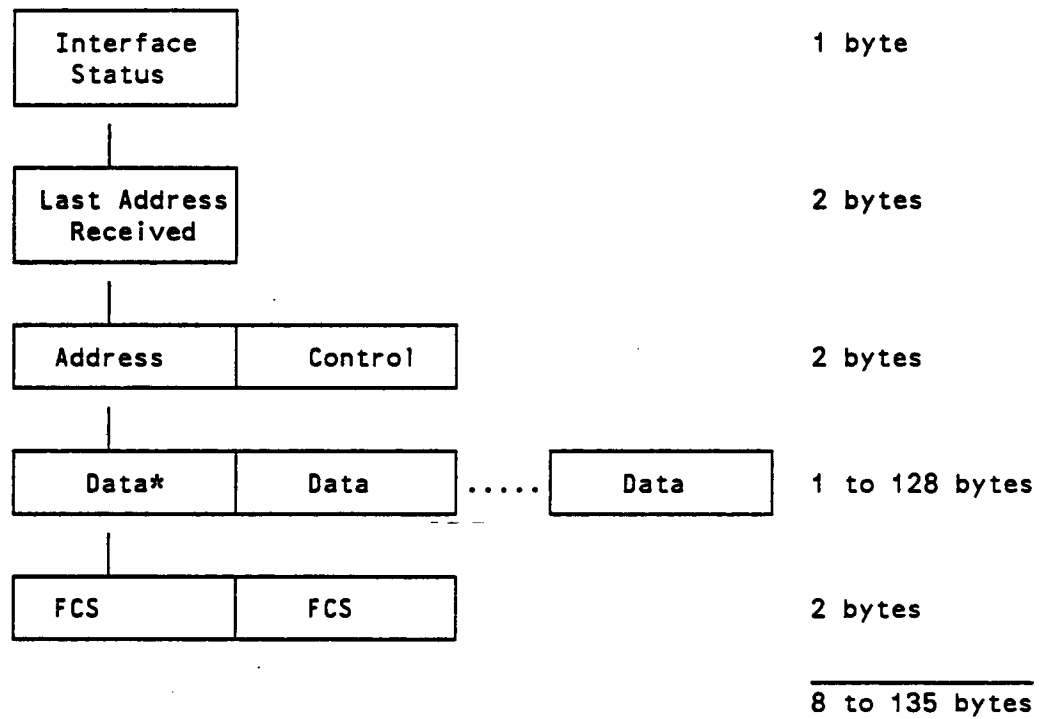 Interface
Status
1 byte
Last Address
Received
2 bytes
Address Control
2 bytes
Data* Data ..... Data
1 to 128 bytes
FCS FCS
2 bytes
8 to 135 bytes